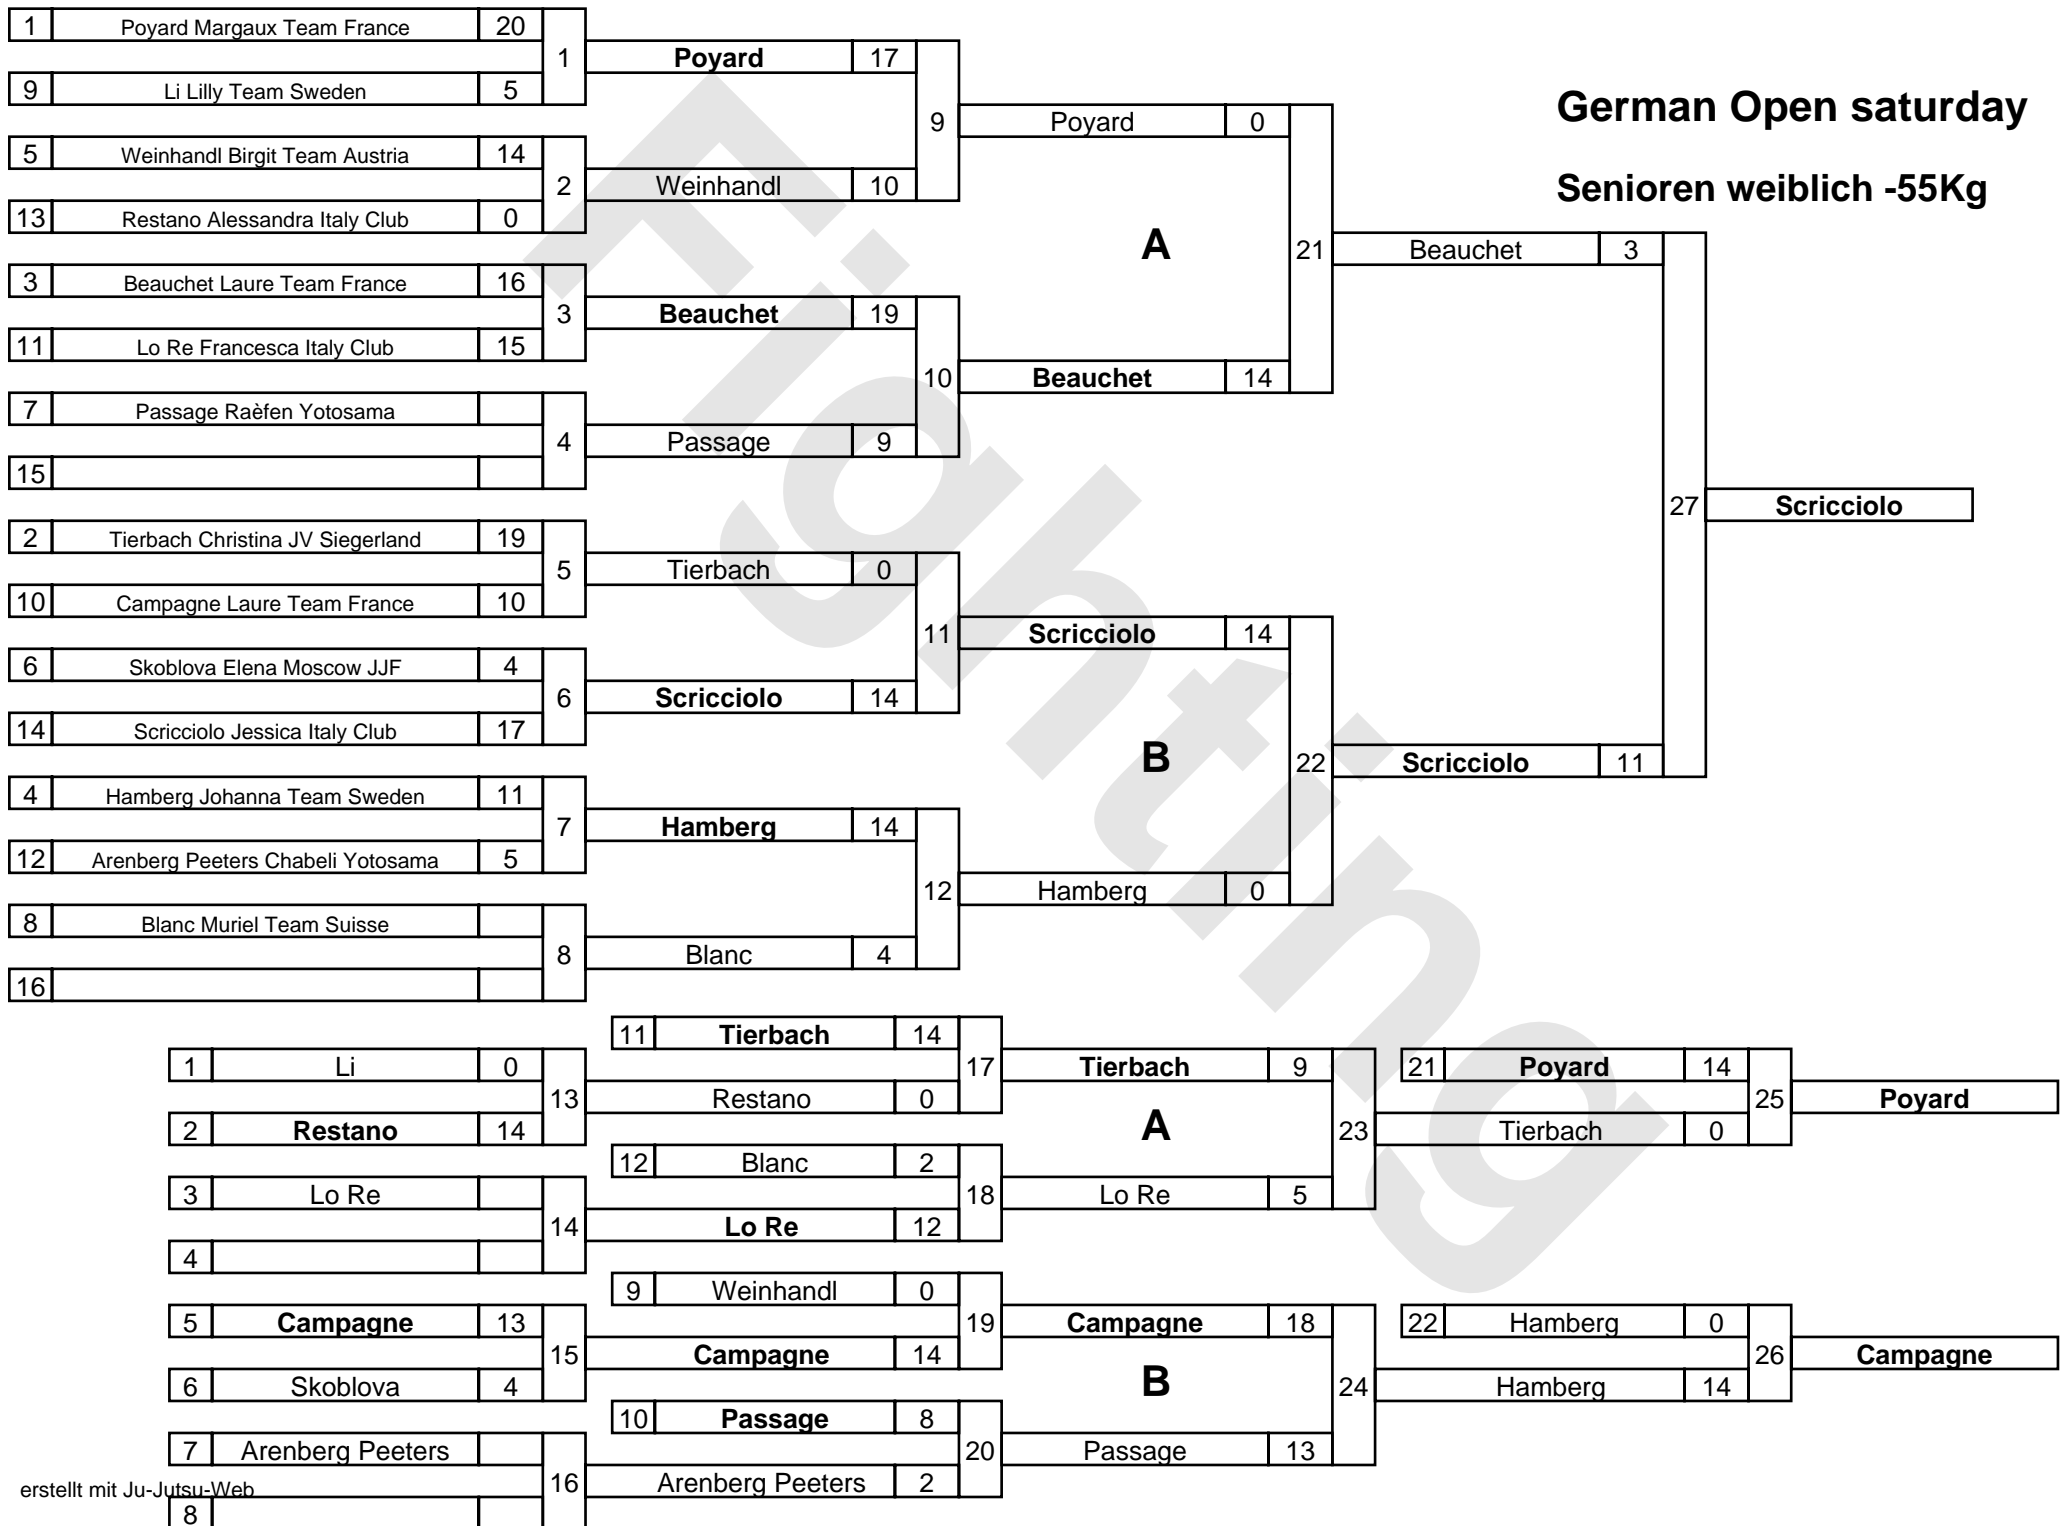 German Open saturday
Senioren weiblich -55Kg
1 Poyard Margaux Team France 20
9 Li Lilly Team Sweden 5
1
5 Weinhandl Birgit Team Austria 14
13 Restano Alessandra Italy Club 0
2
3 Beauchet Laure Team France 16
11 Lo Re Francesca Italy Club 15
3
7 Passage Raèfen Yotosama
15
4
2 Tierbach Christina JV Siegerland 19
10 Campagne Laure Team France 10
5
6 Skoblova Elena Moscow JJF 4
14 Scricciolo Jessica Italy Club 17
6
4 Hamberg Johanna Team Sweden 11
12 Arenberg Peeters Chabeli Yotosama 5
7
8 Blanc Muriel Team Suisse
16
8
Poyard 17
Weinhandl 10
9
Beauchet 19
Passage 9
10
Tierbach 0
Scricciolo 14
11
Hamberg 14
Blanc 4
12
Poyard 0
A
Beauchet 14
21
Scricciolo 14
B
Hamberg 0
22
Beauchet 3
Scricciolo 11
27
Scricciolo
1 Li 0
2 Restano 14
13
3 Lo Re
4
14
5 Campagne 13
6 Skoblova 4
15
7 Arenberg Peeters
8
16
11 Tierbach 14
Restano 0
17
12 Blanc 2
Lo Re 12
18
9 Weinhandl 0
Campagne 14
19
10 Passage 8
Arenberg Peeters 2
20
Tierbach 9
A
Lo Re 5
23
Campagne 18
B
Passage 13
24
21 Poyard 14
Tierbach 0
25
Poyard
22 Hamberg 0
Hamberg 14
26
Campagne
erstellt mit Ju-Jutsu-Web
Fighting